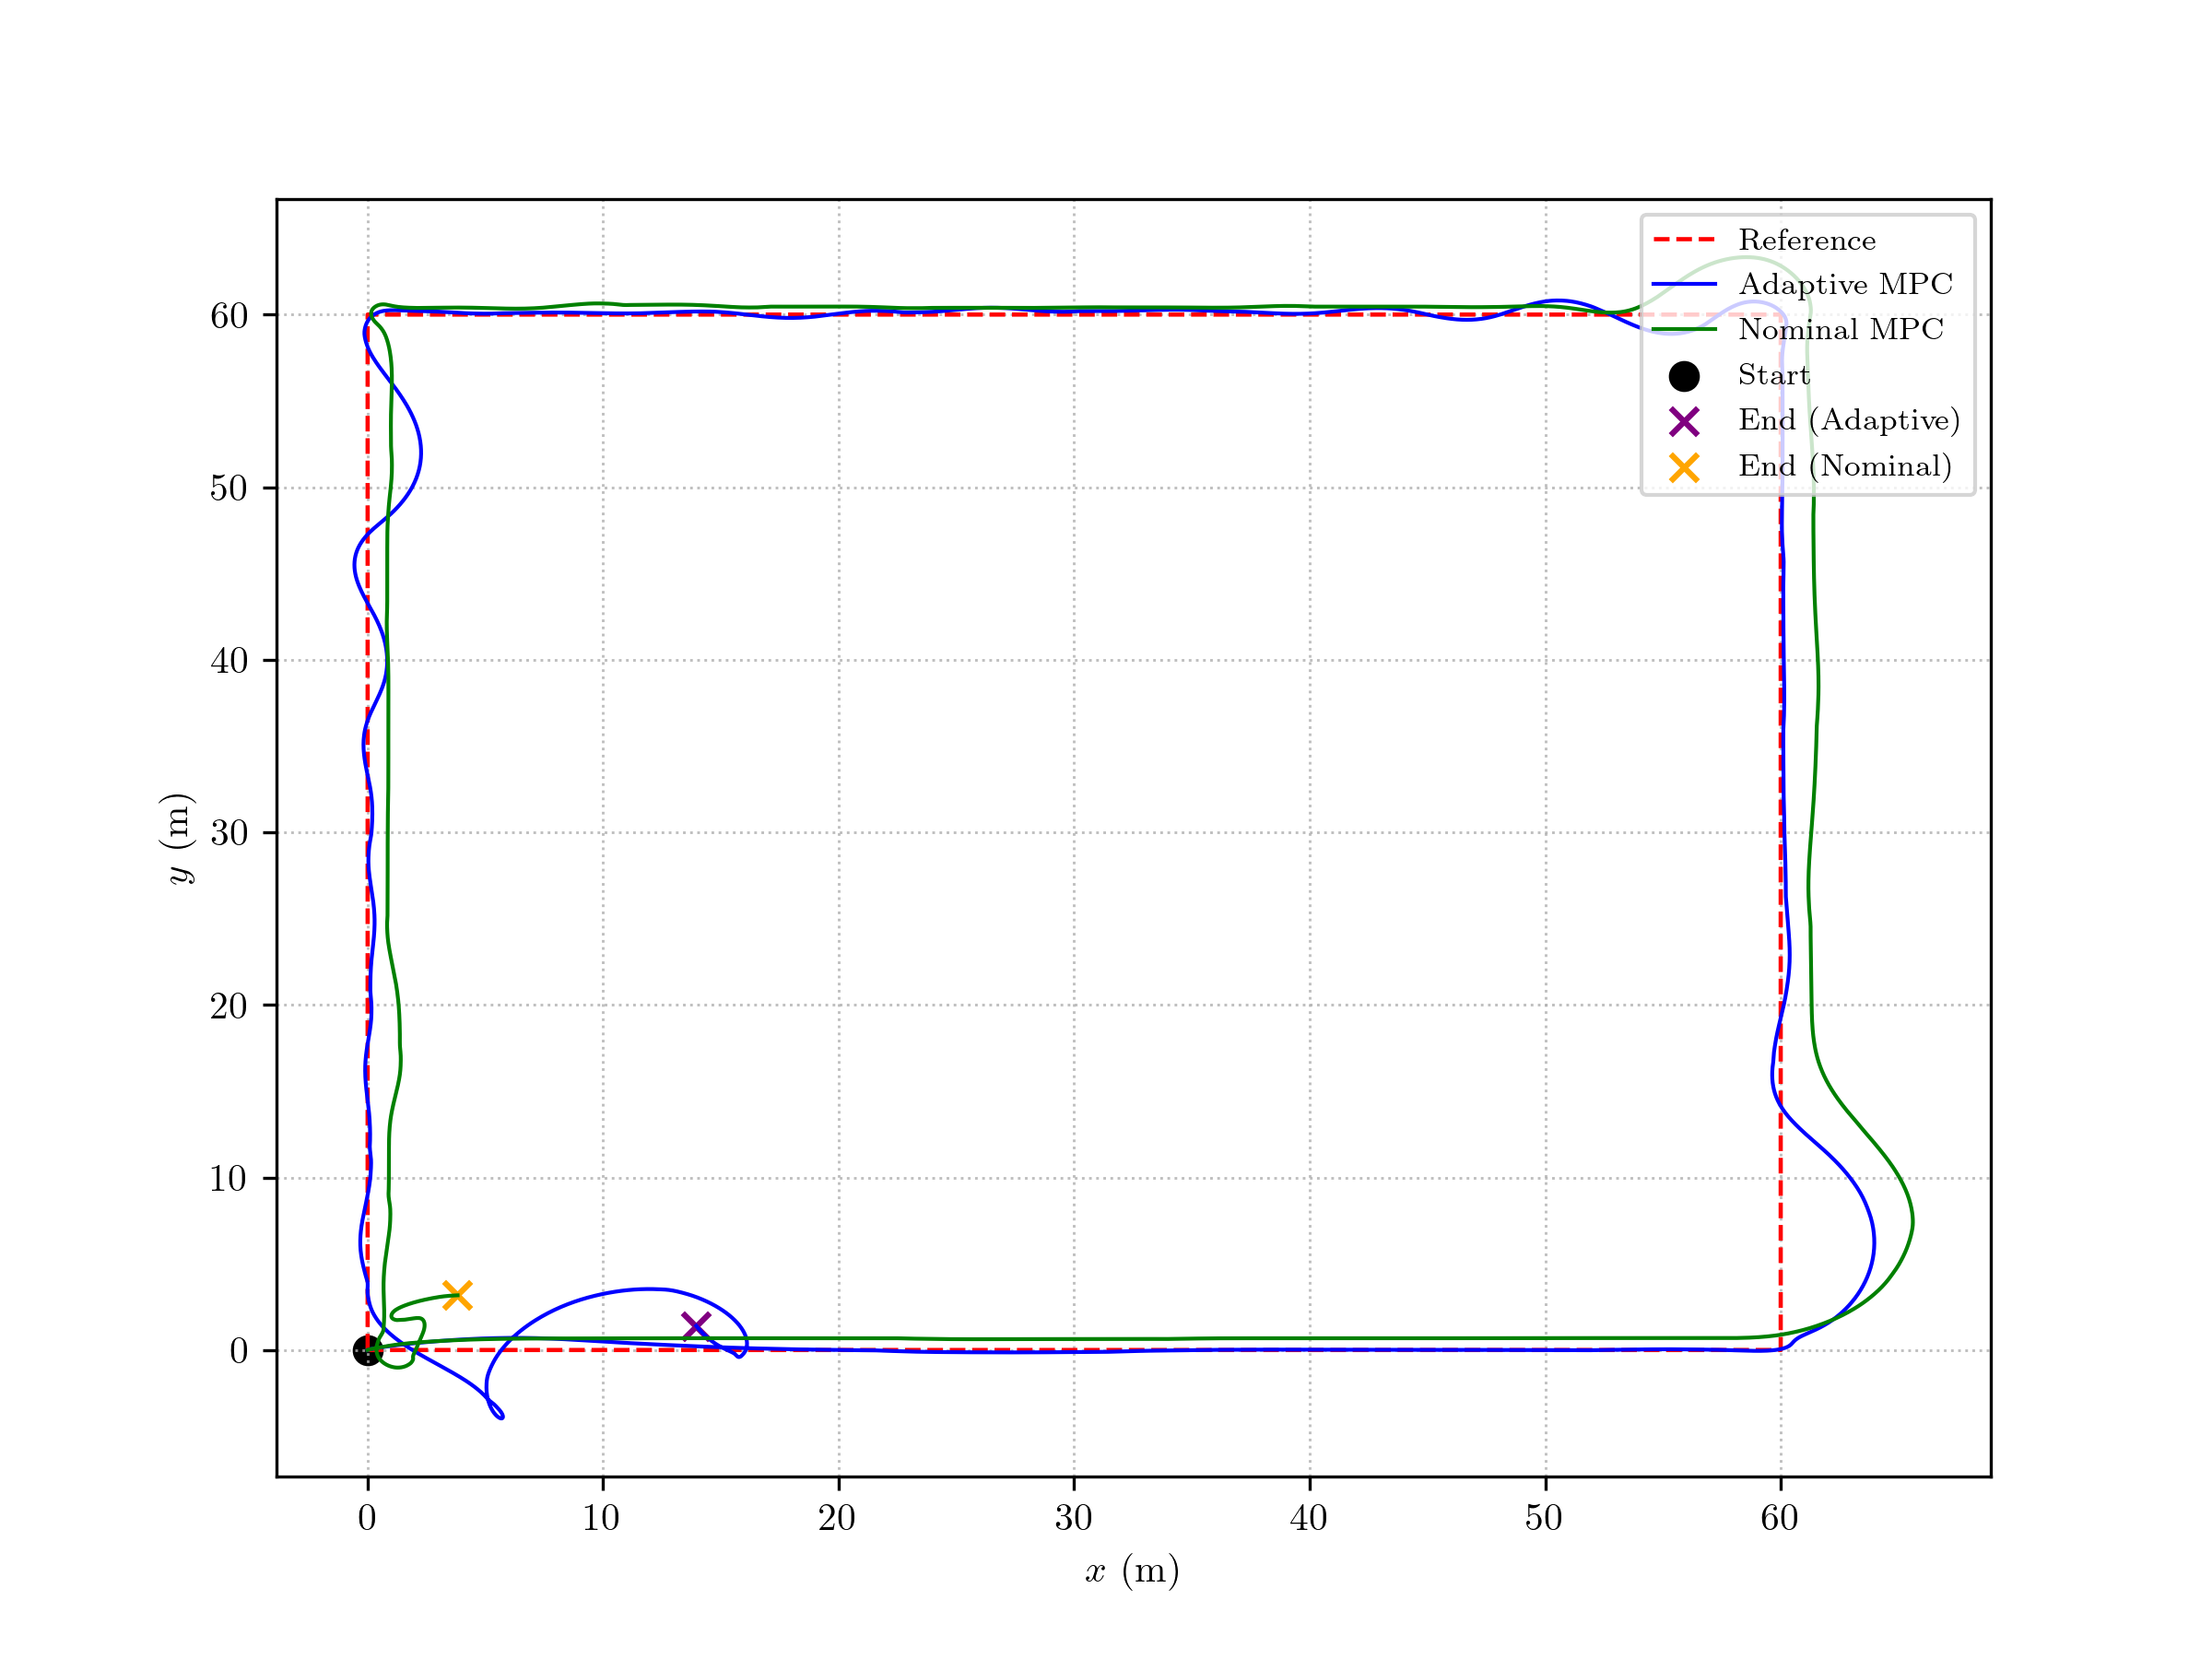 Reference
Adaptive MPC
Nominal MPC
Start
End (Adaptive)
End (Nominal)
60
50
40
30
20
10
0
y (m)
0 10 20 30 40 50 60
x (m)